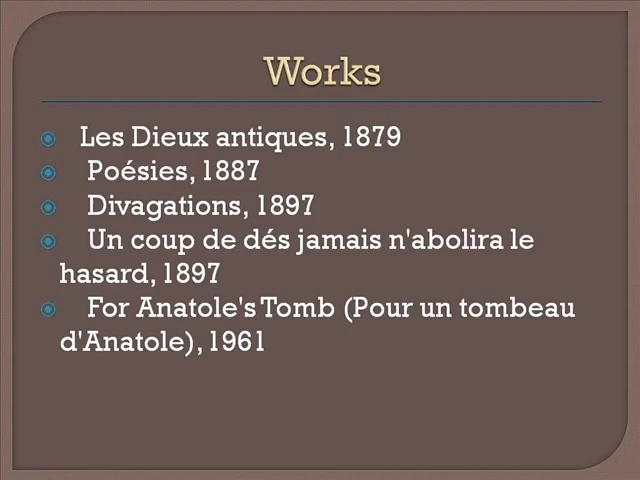 Works
Les Dieux antiques, 1879
Poésies, 1887
Divagations, 1897
Un coup de dés jamais n'abolira le
hasard, 1897
For Anatole's Tomb (Pour un tombeau
d'Anatole), 1961